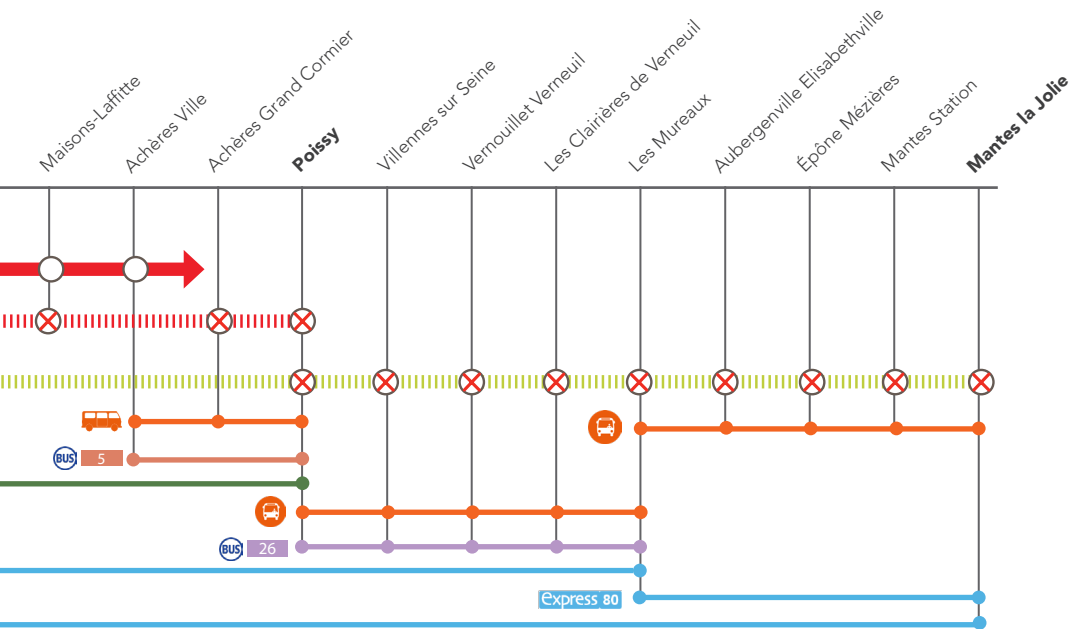 Maisons-Laffitte
Achères Ville
Achères Grand Cormier
Poissy
Villennes sur Seine
Vernouillet Verneuil
Les Clairières de Verneuil
Les Mureaux
Aubergenville Elisabethville
Épône Mézières
Mantes Station
Mantes la Jolie
BUS 5
BUS 26
express 80